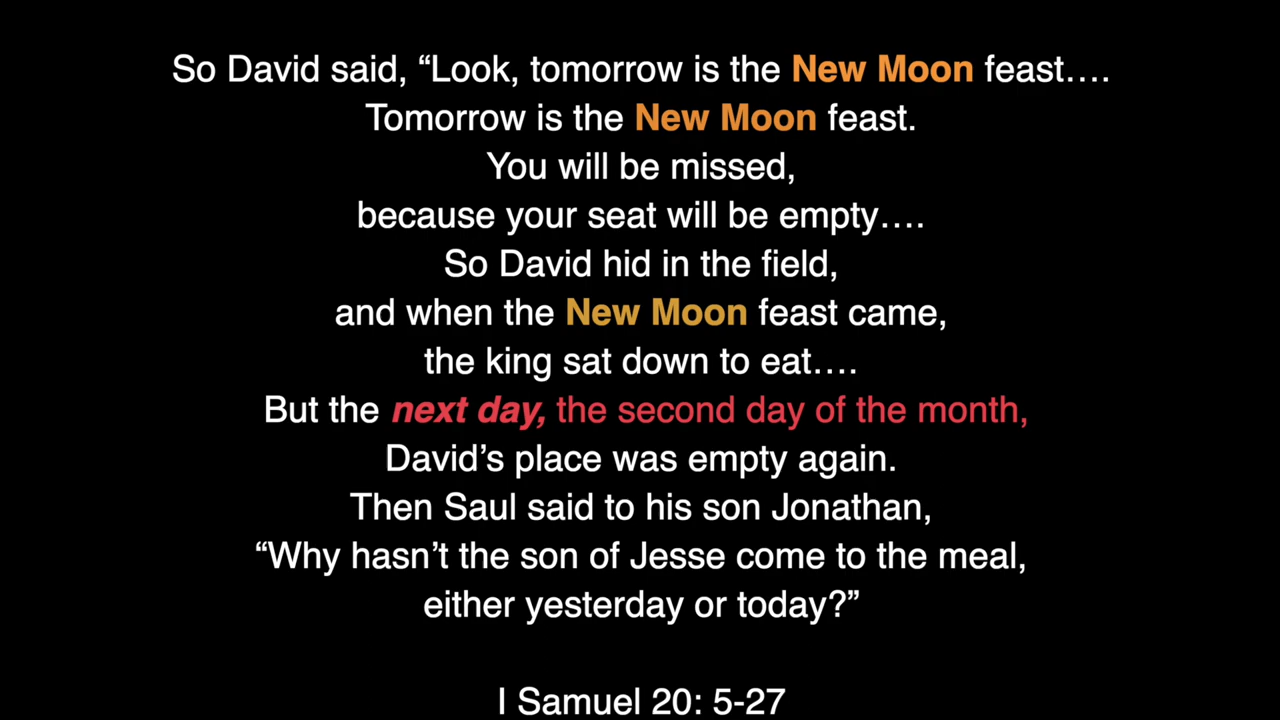 So David said, “Look, tomorrow is the New Moon feast….
Tomorrow is the New Moon feast.
You will be missed,
because your seat will be empty….
So David hid in the field,
and when the New Moon feast came,
the king sat down to eat….
But the next day, the second day of the month,
David’s place was empty again.
Then Saul said to his son Jonathan,
“Why hasn’t the son of Jesse come to the meal,
either yesterday or today?”
I Samuel 20: 5-27